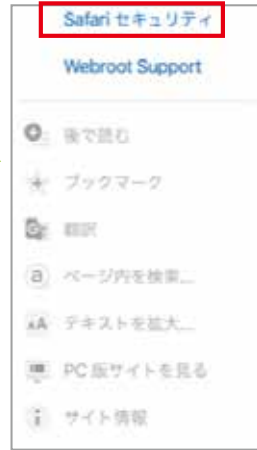 Safari セキュリティ
Webroot Support
後で読む
ブックマーク
翻訳
ページ内を検索...
テキストを拡大...
PC 版サイトを見る
サイト情報